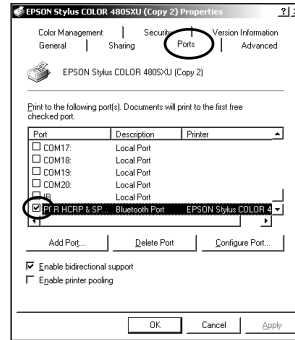 EPSON Stylus COLOR 480SXU (Copy 2) Properties
Color Management Security Version Information
General Sharing Ports Advanced
EPSON Stylus COLOR 480SXU (Copy 2)
Print to the following port(s). Documents will print to the first free
checked port.
Port Description Printer
COM17: Local Port
COM18: Local Port
COM19: Local Port
COM20: Local Port
IR Local Port
HCRP & SP... Bluetooth Port EPSON Stylus COLOR 4
Add Port... Delete Port Configure Port...
Enable bidirectional support
Enable printer pooling
OK Cancel Apply